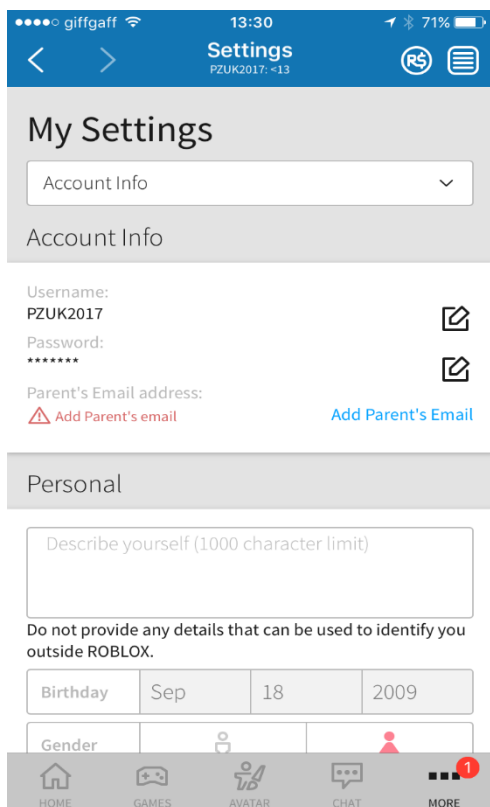 giffgaff 13:30 71%
Settings
PZUK2017: <13
R$
My Settings
Account Info
Account Info
Username:
PZUK2017
Password:
*******
Parent's Email address:
Add Parent's email Add Parent's Email
Personal
Describe yourself (1000 character limit)
Do not provide any details that can be used to identify you
outside ROBLOX.
Birthday Sep 18 2009
Gender
1
HOME GAMES AVATAR CHAT MORE